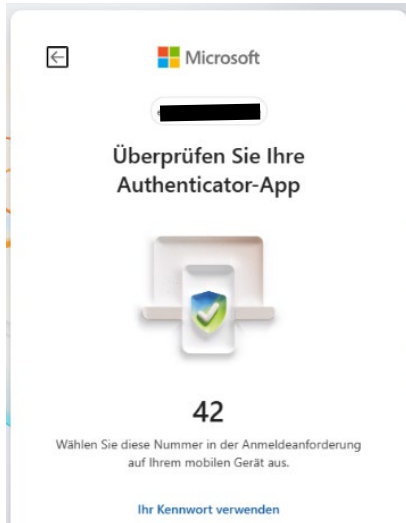 Microsoft
Überprüfen Sie Ihre
Authenticator-App
42
Wählen Sie diese Nummer in der Anmeldeanforderung
auf Ihrem mobilen Gerät aus.
Ihr Kennwort verwenden